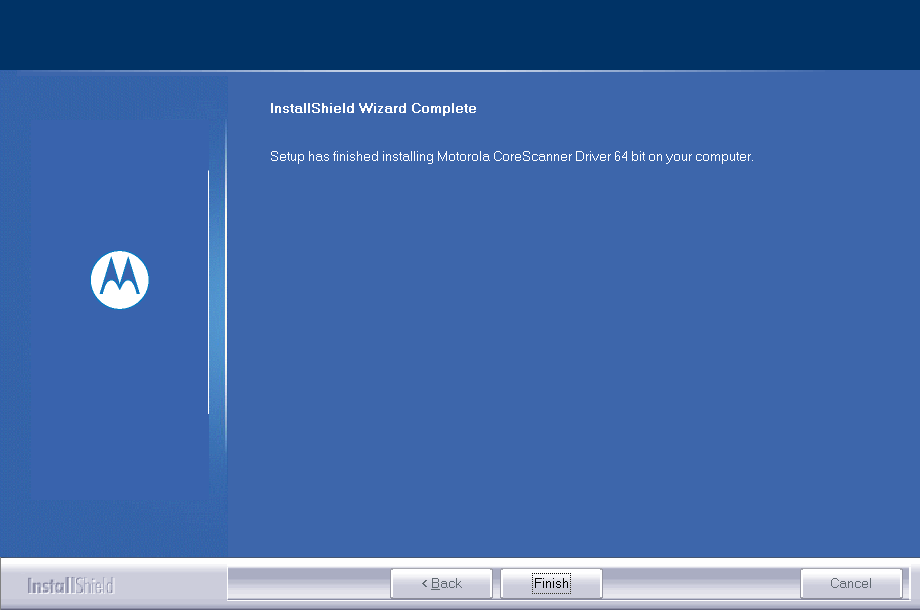 InstallShield Wizard Complete
Setup has finished installing Motorola CoreScanner Driver 64 bit on your computer.
InstallShield
< Back
Finish
Cancel